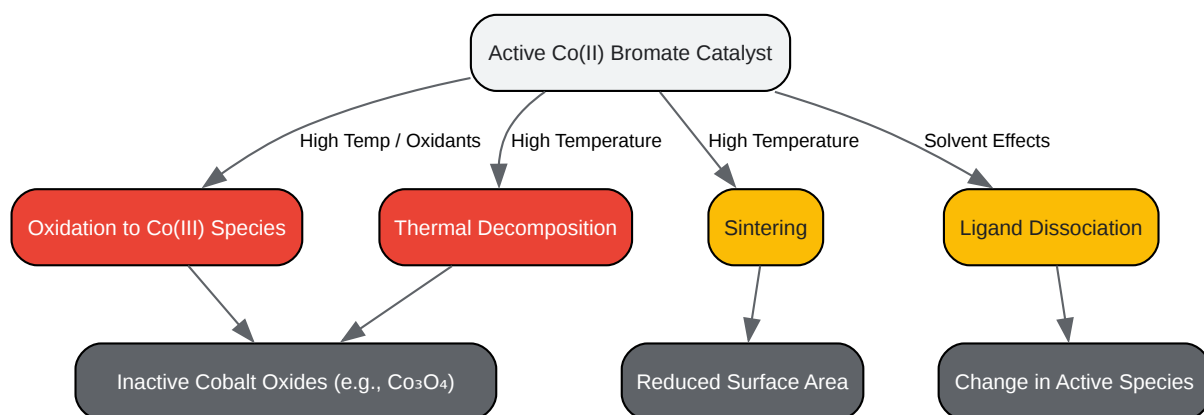 Active Co(II) Bromate Catalyst
High Temp / Oxidants
High Temperature
High Temperature
Solvent Effects
Oxidation to Co(III) Species
Thermal Decomposition
Sintering
Ligand Dissociation
Inactive Cobalt Oxides (e.g., Co₃O₄)
Reduced Surface Area
Change in Active Species